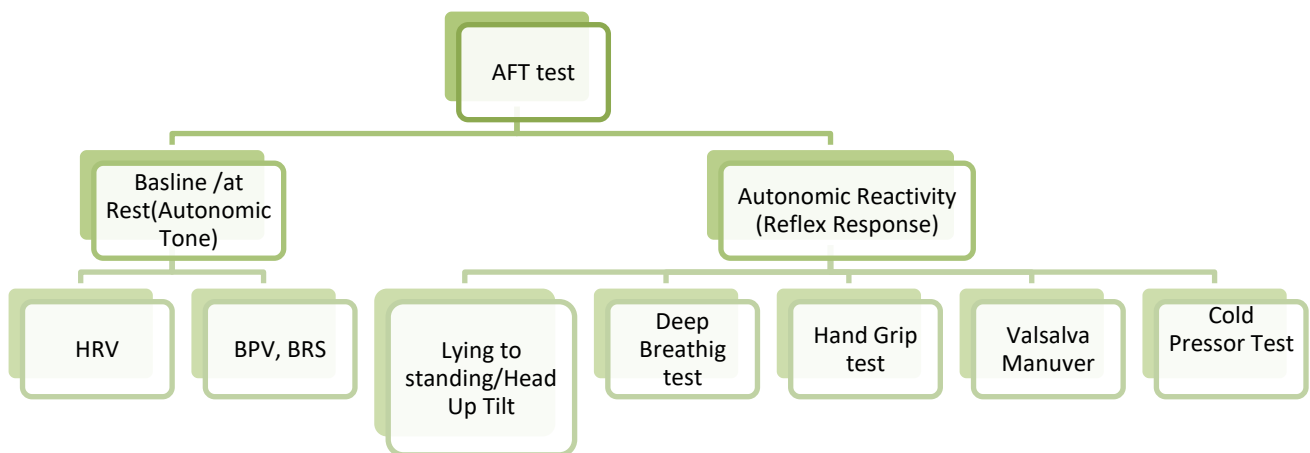 AFT test
Basline /at
Rest(Autonomic
Tone)
Autonomic Reactivity
(Reflex Response)
HRV
BPV, BRS
Lying to
standing/Head
Up Tilt
Deep
Breathig
test
Hand Grip
test
Valsalva
Manuver
Cold
Pressor Test